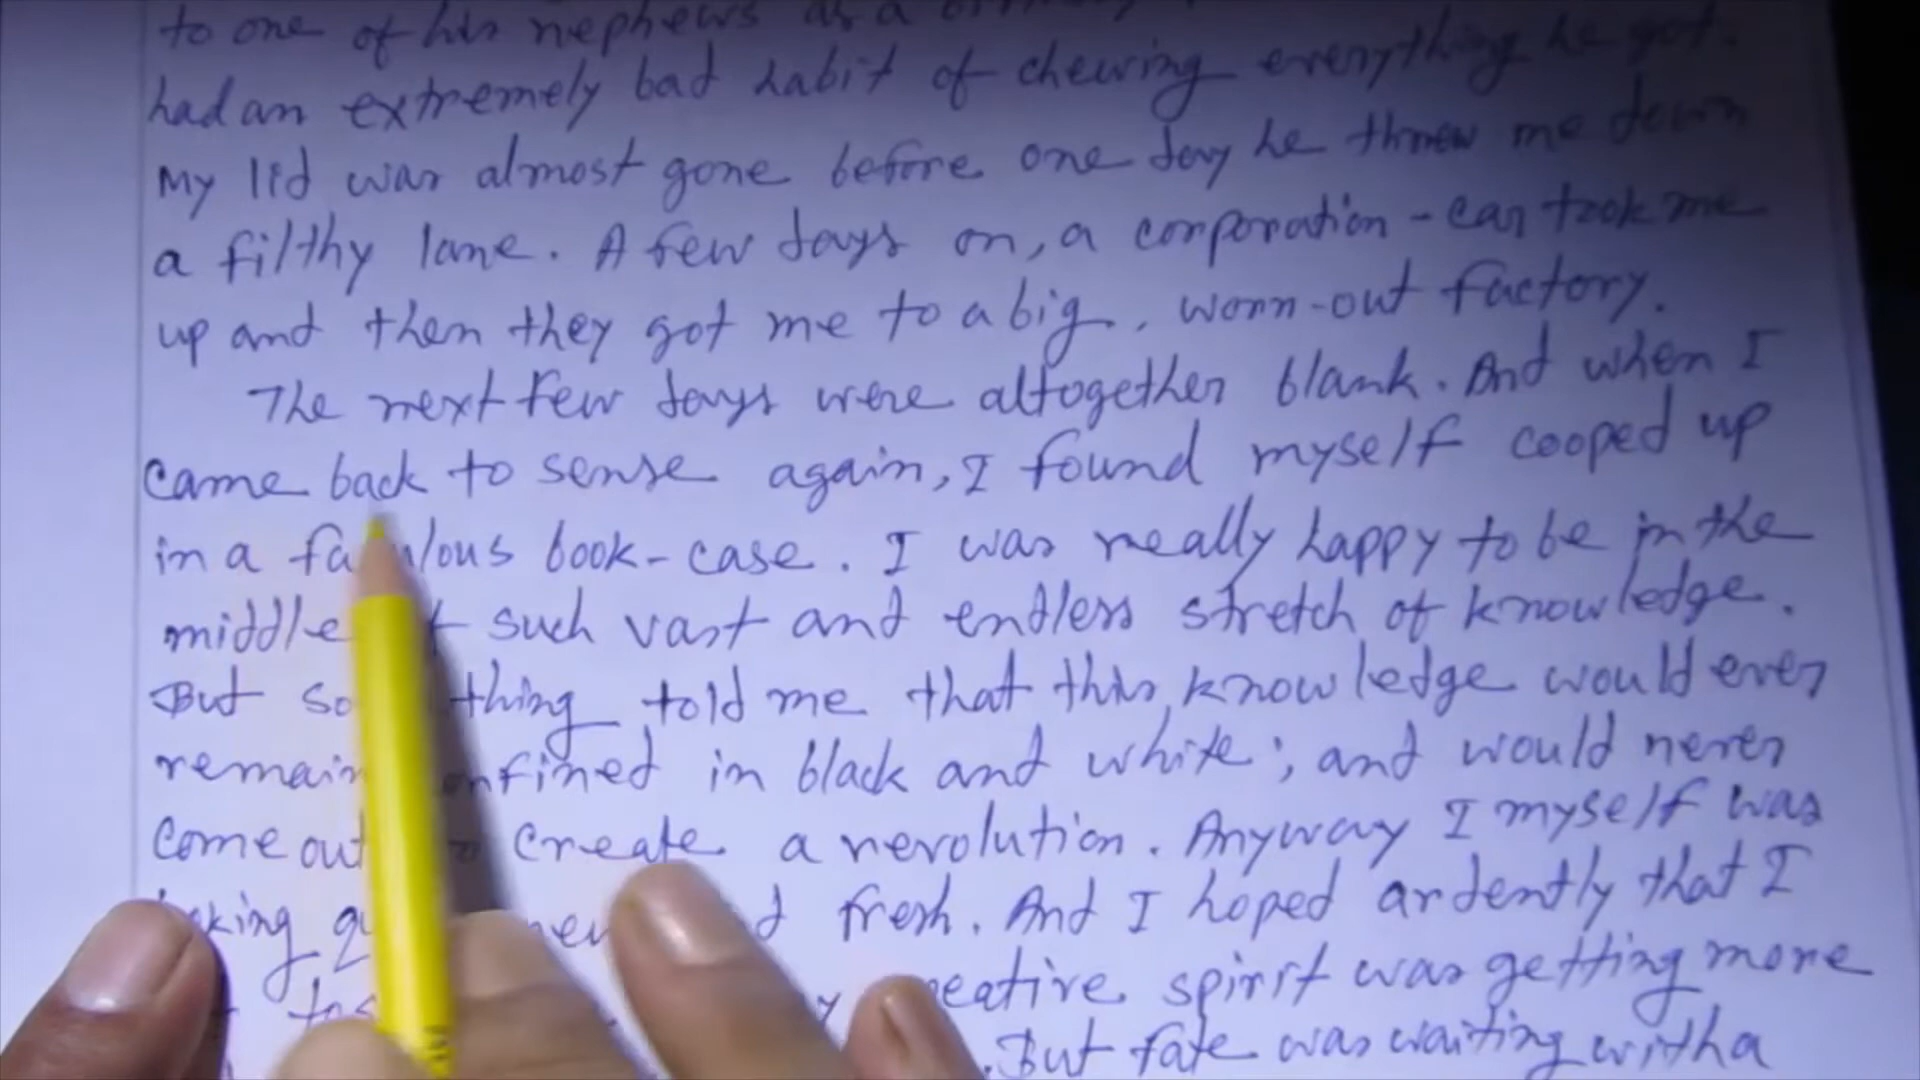 to one of his nephews as a
had an extremely bad habit of chewing everything he got.
My lid was almost gone before one day he threw me down
a filthy lane. A few days on, a corporation-car took me
up and then they got me to a big, worn-out factory.
The next few days were altogether blank. And when I
came back to sense again, I found myself cooped up
in a fa ulous book-case. I was really happy to be in the
middle such vast and endless stretch of knowledge.
But so thing told me that this knowledge would ever
remain nfined in black and white; and would never
come out create a revolution. Anyway I myself was
king qu new d fresh. And I hoped ardently that I
eative spirit was getting more
. But fate was waiting with a